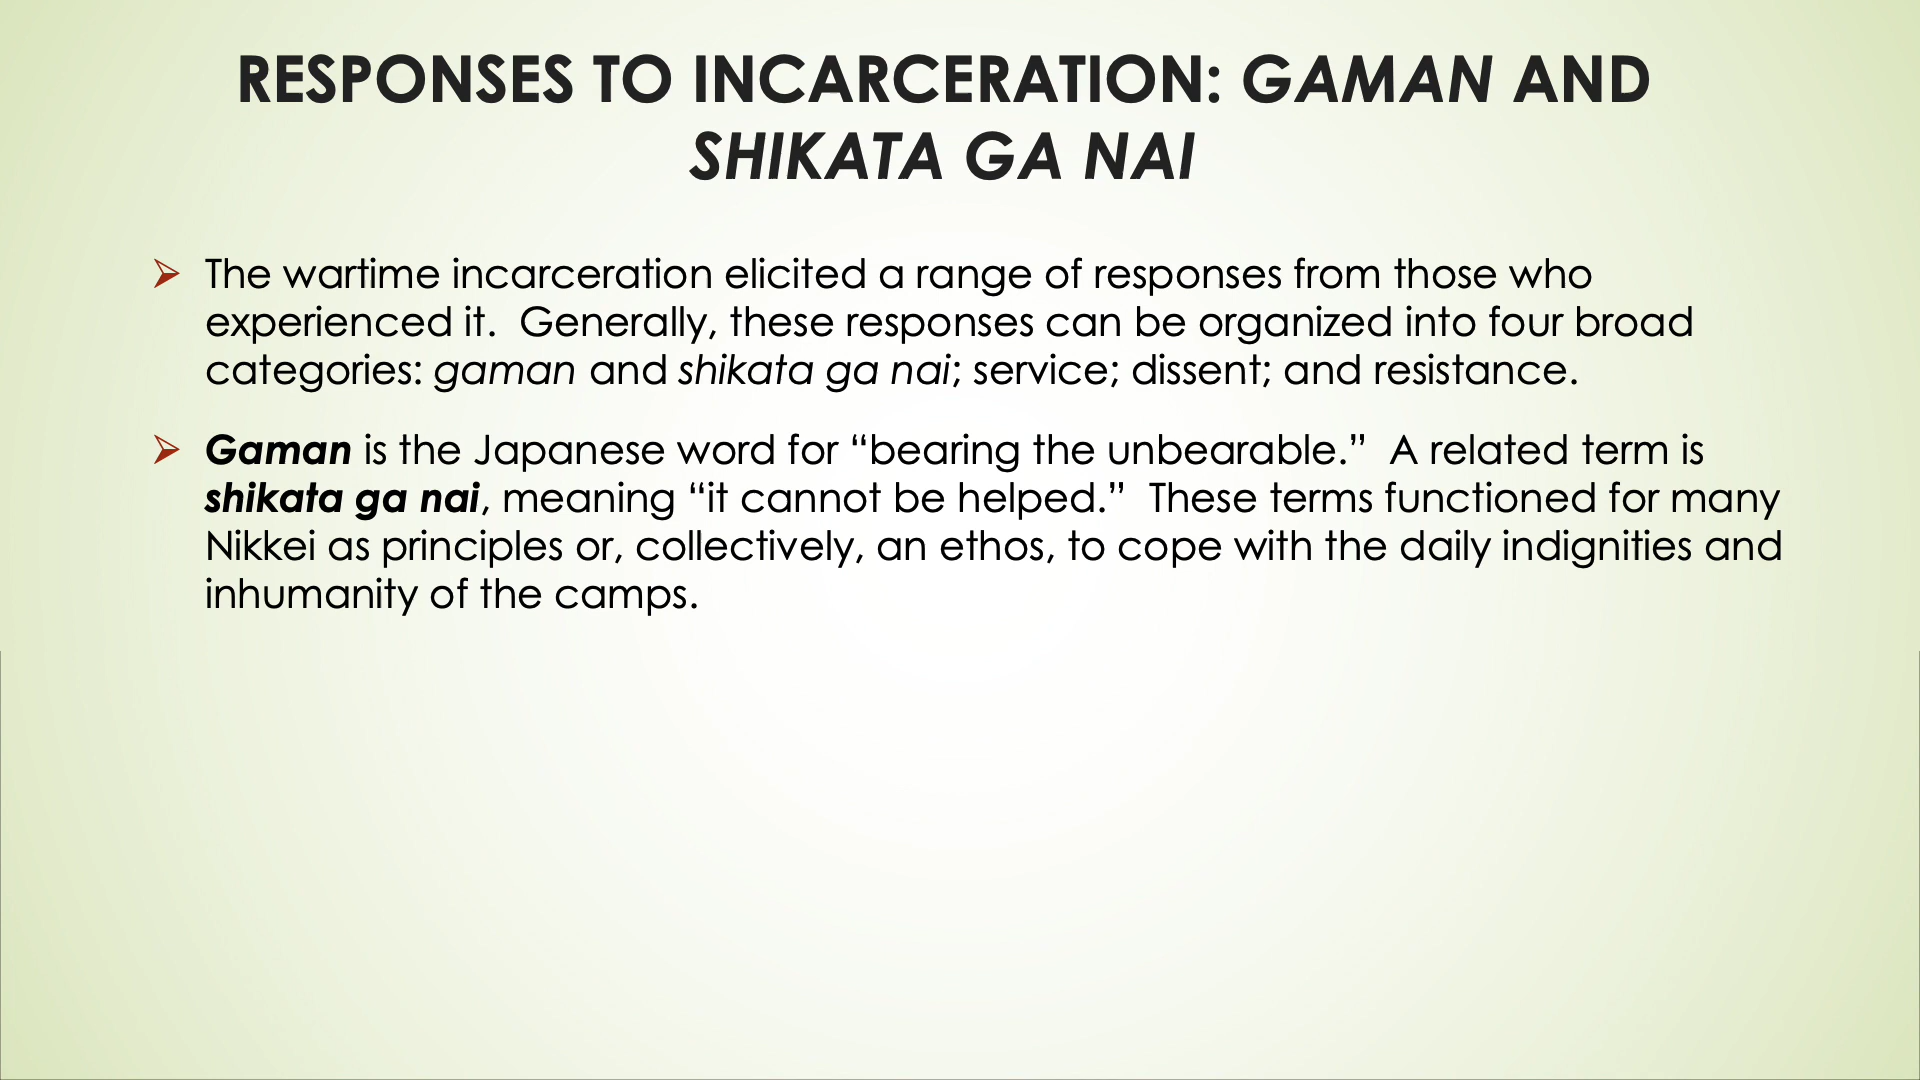 RESPONSES TO INCARCERATION: GAMAN AND
SHIKATA GA NAI
The wartime incarceration elicited a range of responses from those who
experienced it.  Generally, these responses can be organized into four broad
categories: gaman and shikata ga nai; service; dissent; and resistance.
Gaman is the Japanese word for “bearing the unbearable.”  A related term is
shikata ga nai, meaning “it cannot be helped.”  These terms functioned for many
Nikkei as principles or, collectively, an ethos, to cope with the daily indignities and
inhumanity of the camps.